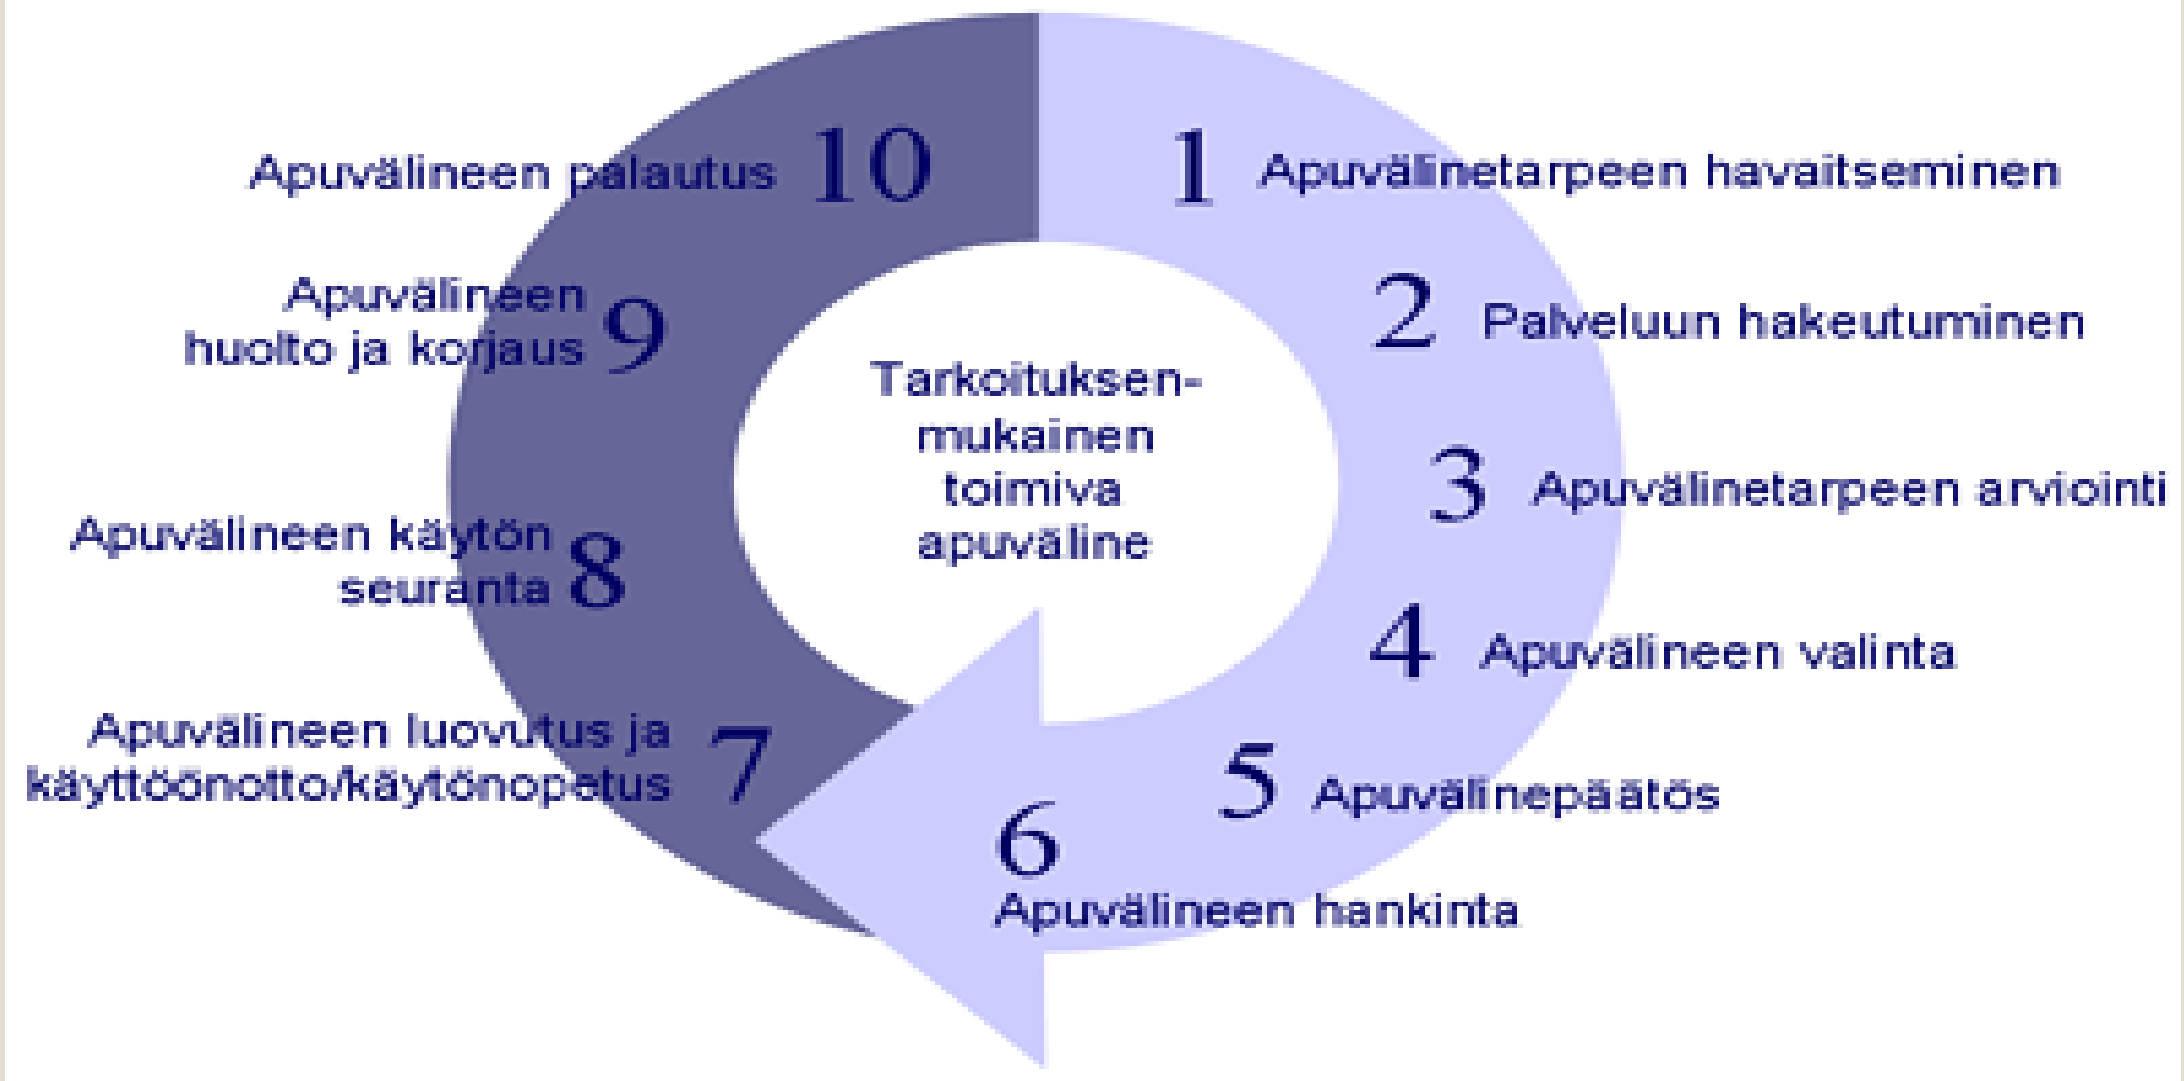 1 Apuvälinetarpeen havaitseminen
2 Palveluun hakeutuminen
3 Apuvälinetarpeen arviointi
4 Apuvälineen valinta
5 Apuvälinepäätös
6
Apuvälineen hankinta
7 Apuvälineen luovutus ja
käyttöönotto/käytönopetus
8 Apuvälineen käytön
seuranta
9 Apuvälineen
huolto ja korjaus
10 Apuvälineen palautus
Tarkoituksen-
mukainen
toimiva
apuväline